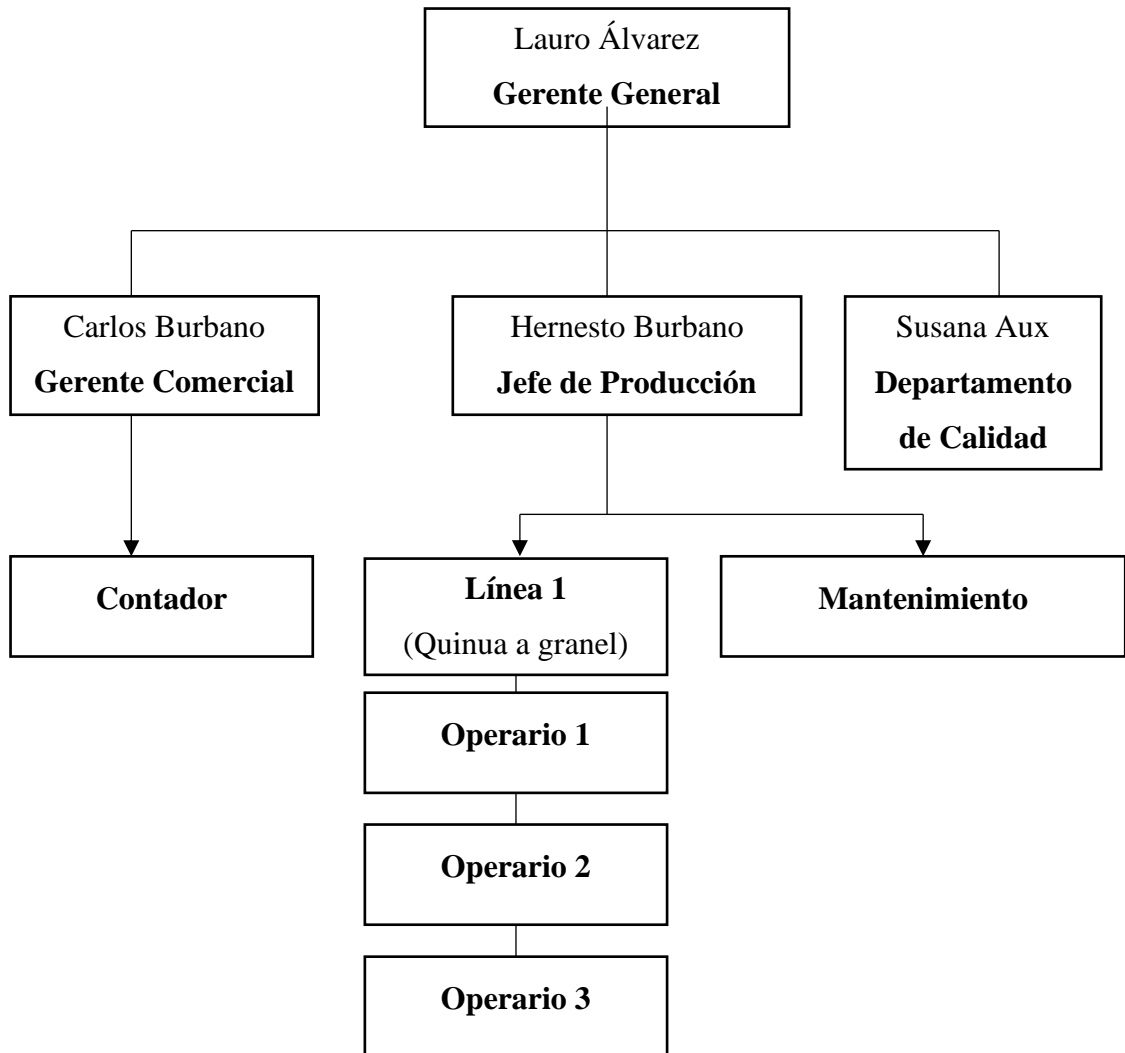 Lauro Álvarez
Gerente General
Carlos Burbano
Gerente Comercial
Hernesto Burbano
Jefe de Producción
Susana Aux
Departamento
de Calidad
Contador
Línea 1
(Quinua a granel)
Mantenimiento
Operario 1
Operario 2
Operario 3